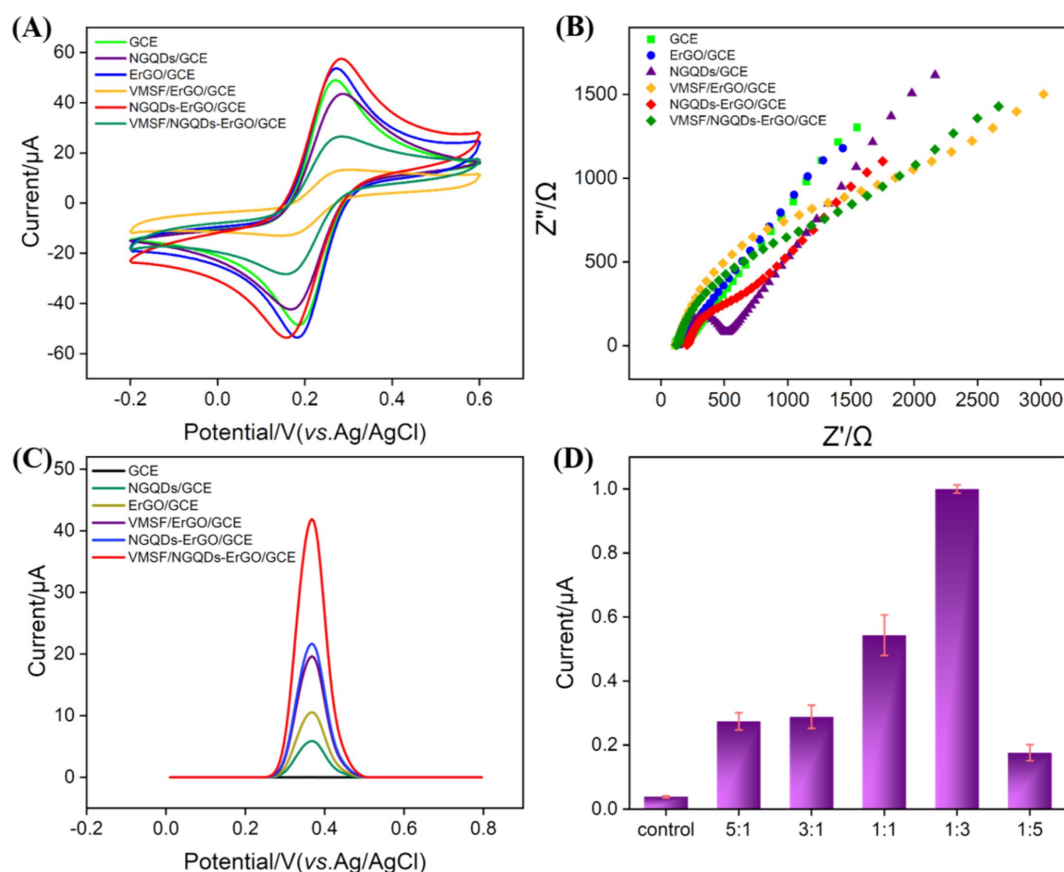 (A)
GCE
NGQDs/GCE
ErGO/GCE
VMSF/ErGO/GCE
NGQDs-ErGO/GCE
VMSF/NGQDs-ErGO/GCE
60
40
20
0
-20
-40
-60
Current/μA
-0.2
0.0
0.2
0.4
0.6
Potential/V(vs.Ag/AgCl)
(B)
GCE
ErGO/GCE
NGQDs/GCE
VMSF/ErGO/GCE
NGQDs-ErGO/GCE
VMSF/NGQDs-ErGO/GCE
1500
1000
500
0
Z''/Ω
0
500
1000
1500
2000
2500
3000
Z'/Ω
(C)
GCE
NGQDs/GCE
ErGO/GCE
VMSF/ErGO/GCE
NGQDs-ErGO/GCE
VMSF/NGQDs-ErGO/GCE
50
40
30
20
10
0
Current/μA
-0.2
0.0
0.2
0.4
0.6
0.8
Potential/V(vs.Ag/AgCl)
(D)
1.0
0.8
0.6
0.4
0.2
0.0
Current/μA
control
5:1
3:1
1:1
1:3
1:5